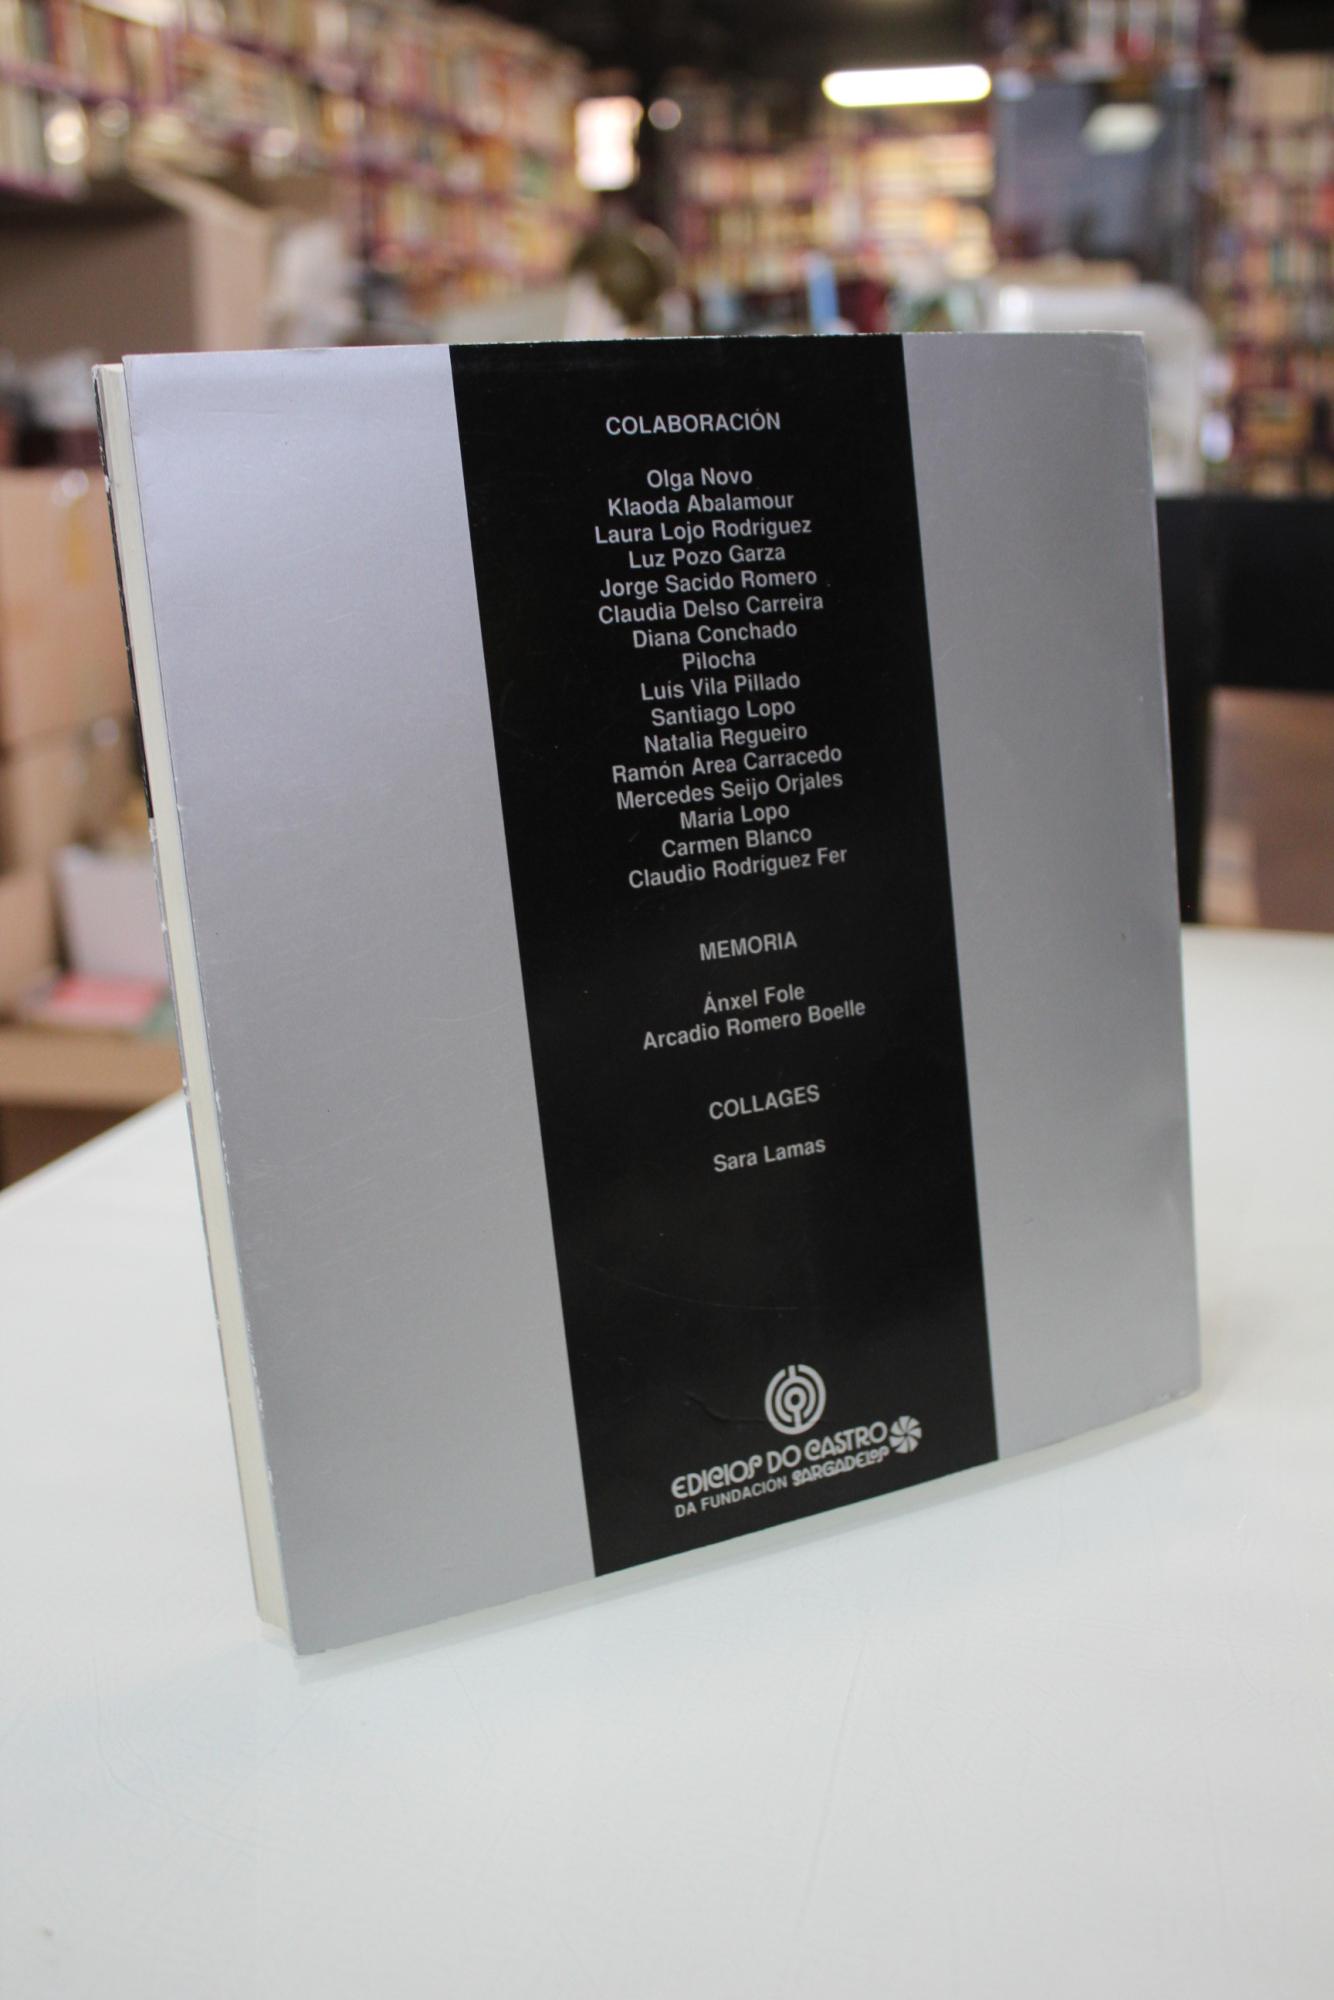 COLABORACIÓN
Olga Novo
Klaoda Abalamour
Laura Lojo Rodríguez
Luz Pozo Garza
Jorge Sacido Romero
Claudia Delso Carreira
Diana Conchado
Pilocha
Luís Vila Pillado
Santiago Lopo
Natalia Regueiro
Ramón Area Carracedo
Mercedes Seijo Orjales
María Lopo
Carmen Blanco
Claudio Rodríguez Fer
MEMORIA
Ánxel Fole
Arcadio Romero Boelle
COLLAGES
Sara Lamas
EDICIOS DO CASTRO
DA FUNDACIÓN SARGADELOS